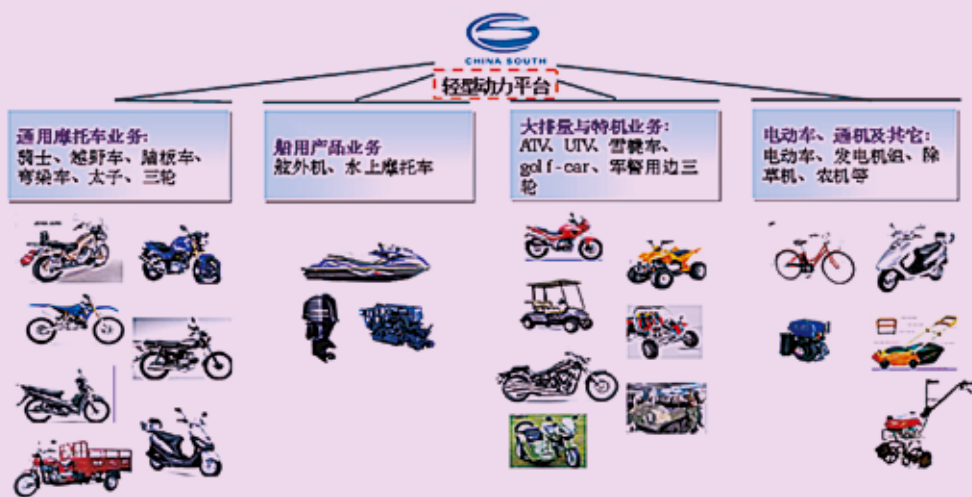 CHINA SOUTH
轻型动力平台
通用摩托车业务:
骑士、越野车、踏板车、
弯梁车、太子、三轮
船用产品业务
舷外机、水上摩托车
大排量与特机业务:
ATV、UTV、雪橇车、
golf-car、军警用边三
轮
电动车、通机及其它:
电动车、发电机组、除
草机、农机等